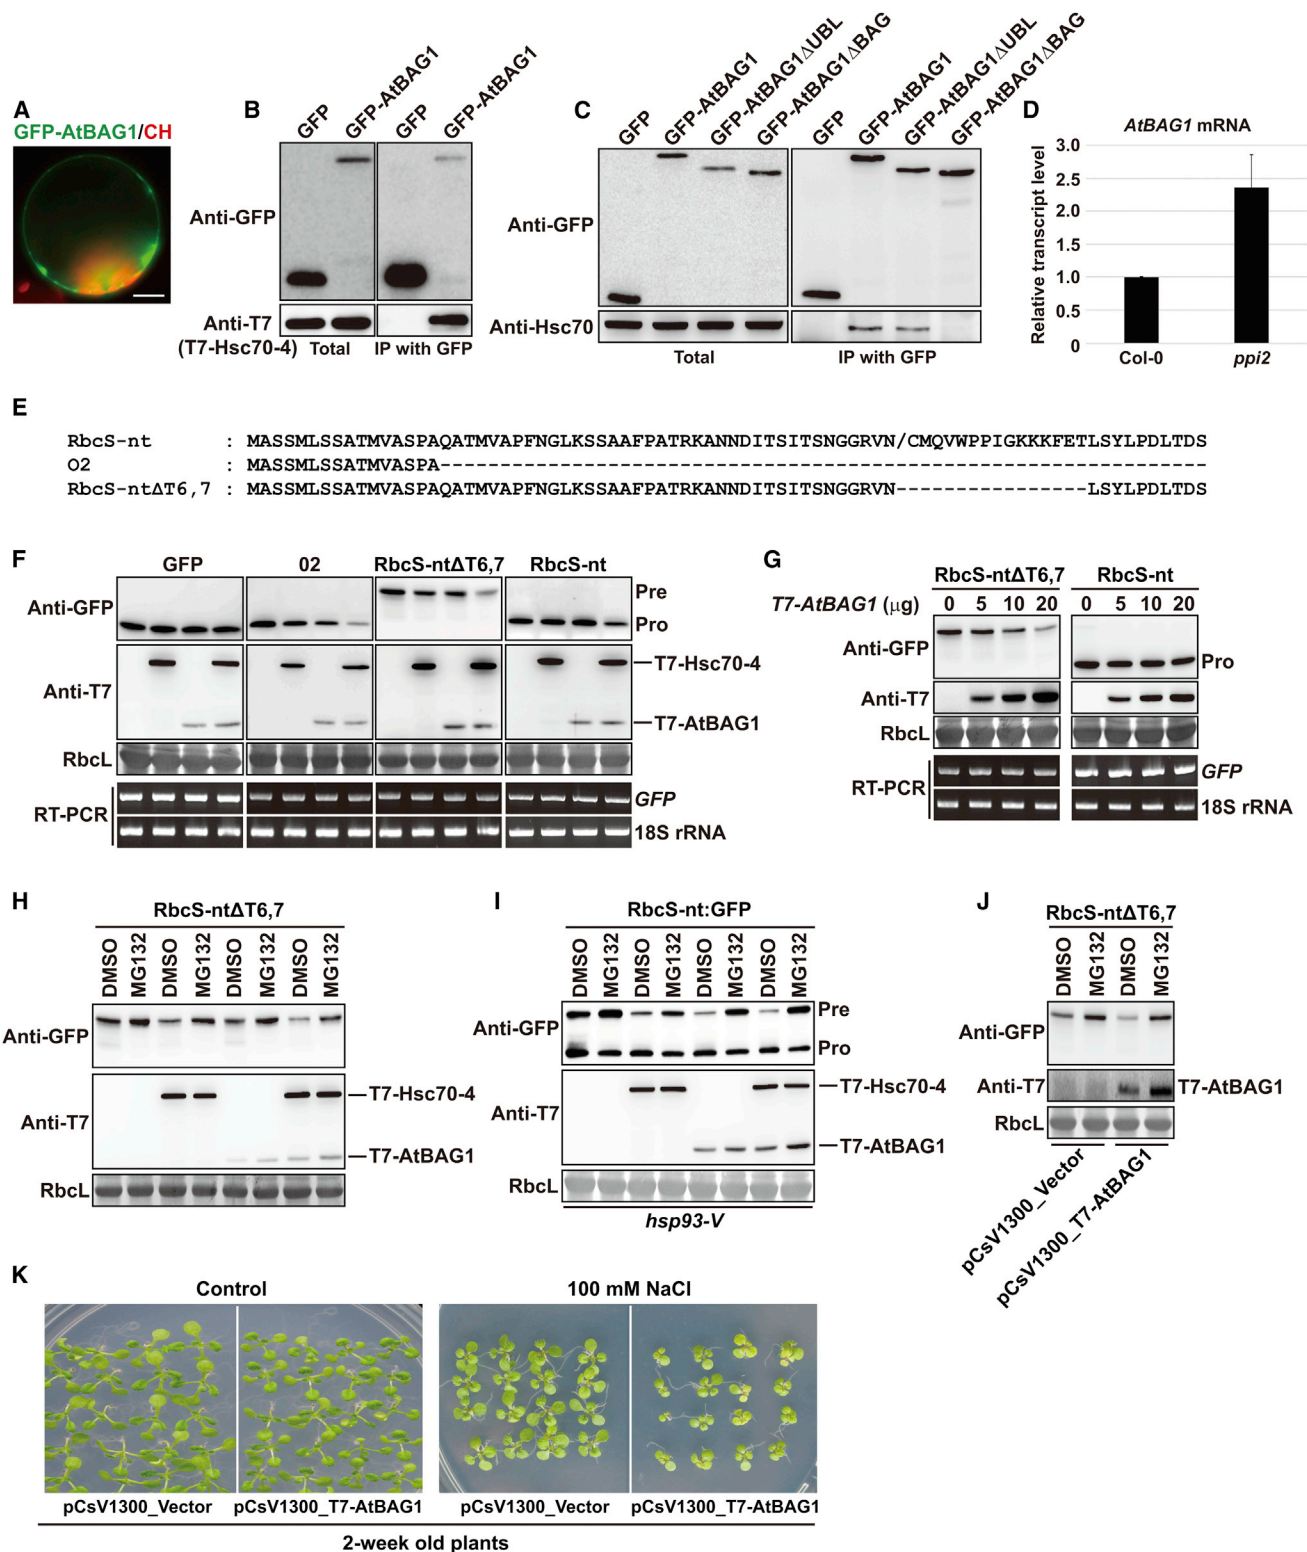 A
GFP-AtBAG1/CH
B
GFP
GFP-AtBAG1
GFP
GFP-AtBAG1
Anti-GFP
Anti-T7
(T7-Hsc70-4)
Total
IP with GFP
C
GFP
GFP-AtBAG1
GFP-AtBAG1ΔUBL
GFP-AtBAG1ΔBAG
GFP
GFP-AtBAG1
GFP-AtBAG1ΔUBL
GFP-AtBAG1ΔBAG
Anti-GFP
Anti-Hsc70
Total
IP with GFP
D
AtBAG1 mRNA
Relative transcript level
3.0
2.5
2.0
1.5
1.0
0.5
0
Col-0
ppi2
E
RbcS-nt : MASSMLSSATMVASPAQATMVAPFNGLKSSAAFPATRKANNDITSITSNGGRVN/CMQVWPPIGKKKFETLSYLPDLTDS
O2 : MASSMLSSATMVASPA----------------------------------------------------------------
RbcS-ntΔT6,7 : MASSMLSSATMVASPAQATMVAPFNGLKSSAAFPATRKANNDITSITSNGGRVN----------------LSYLPDLTDS
F
GFP
02
RbcS-ntΔT6,7
RbcS-nt
Anti-GFP
Pre
Pro
Anti-T7
T7-Hsc70-4
T7-AtBAG1
RbcL
RT-PCR
GFP
18S rRNA
G
RbcS-ntΔT6,7
RbcS-nt
T7-AtBAG1 (μg) 0 5 10 20 0 5 10 20
Anti-GFP
Pro
Anti-T7
RbcL
RT-PCR
GFP
18S rRNA
H
RbcS-ntΔT6,7
DMSO MG132 DMSO MG132 DMSO MG132 DMSO MG132
Anti-GFP
Anti-T7
T7-Hsc70-4
T7-AtBAG1
RbcL
I
RbcS-nt:GFP
DMSO MG132 DMSO MG132 DMSO MG132 DMSO MG132
Anti-GFP
Pre
Pro
Anti-T7
T7-Hsc70-4
T7-AtBAG1
RbcL
hsp93-V
J
RbcS-ntΔT6,7
DMSO MG132 DMSO MG132
Anti-GFP
Anti-T7
T7-AtBAG1
RbcL
pCsV1300_Vector
pCsV1300_T7-AtBAG1
K
Control
100 mM NaCl
pCsV1300_Vector
pCsV1300_T7-AtBAG1
pCsV1300_Vector
pCsV1300_T7-AtBAG1
2-week old plants